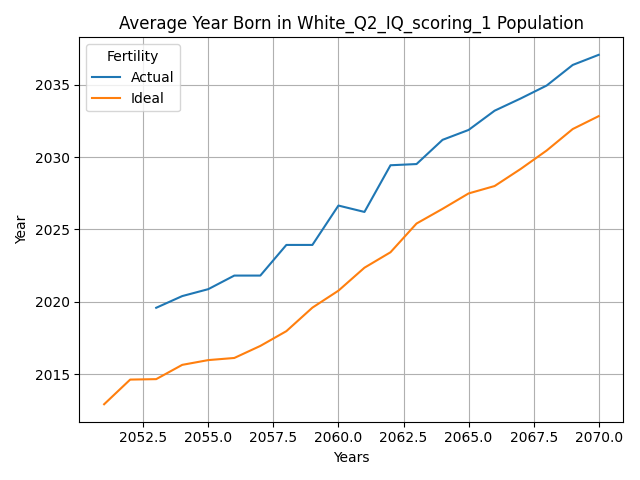 Average Year Born in White_Q2_IQ_scoring_1 Population
Fertility
Actual
Ideal
Year
2035
2030
2025
2020
2015
2052.5 2055.0 2057.5 2060.0 2062.5 2065.0 2067.5 2070.0
Years